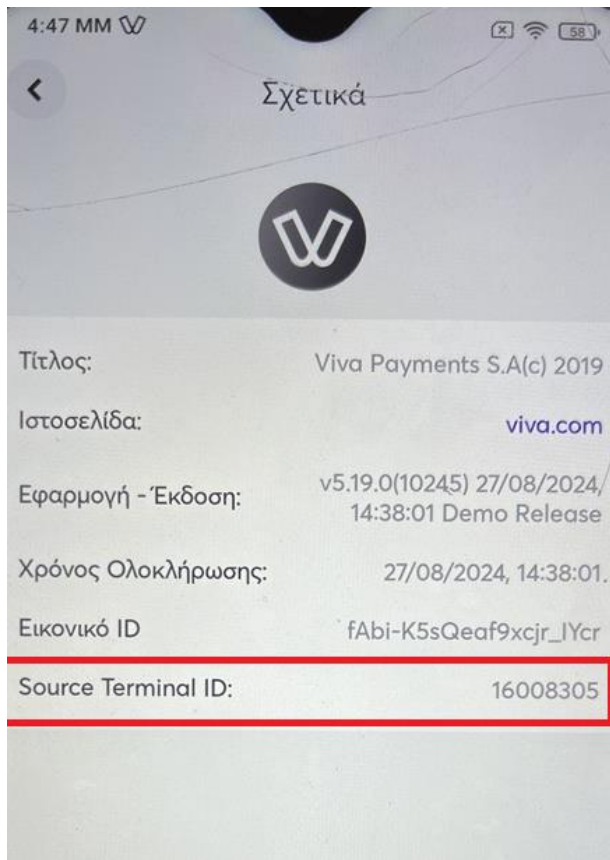 4:47 MM
58
Σχετικά
Τίτλος: Viva Payments S.A(c) 2019
Ιστοσελίδα: viva.com
Εφαρμογή - Έκδοση: v5.19.0(10245) 27/08/2024,
14:38:01 Demo Release
Χρόνος Ολοκλήρωσης: 27/08/2024, 14:38:01.
Εικονικό ID fAbi-K5sQeaf9xcjr_IYcr
Source Terminal ID: 16008305